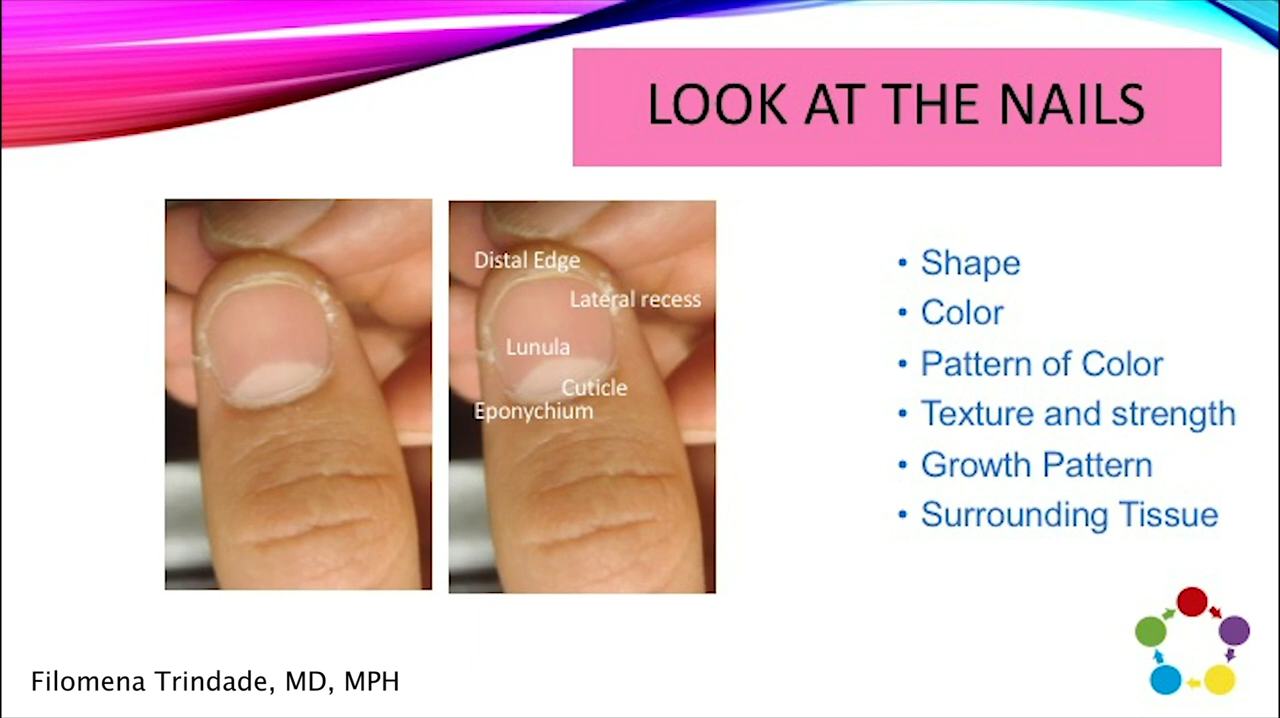 LOOK AT THE NAILS
Distal Edge
Lateral recess
Lunula
Cuticle
Eponychium
• Shape
• Color
• Pattern of Color
• Texture and strength
• Growth Pattern
• Surrounding Tissue
Filomena Trindade, MD, MPH